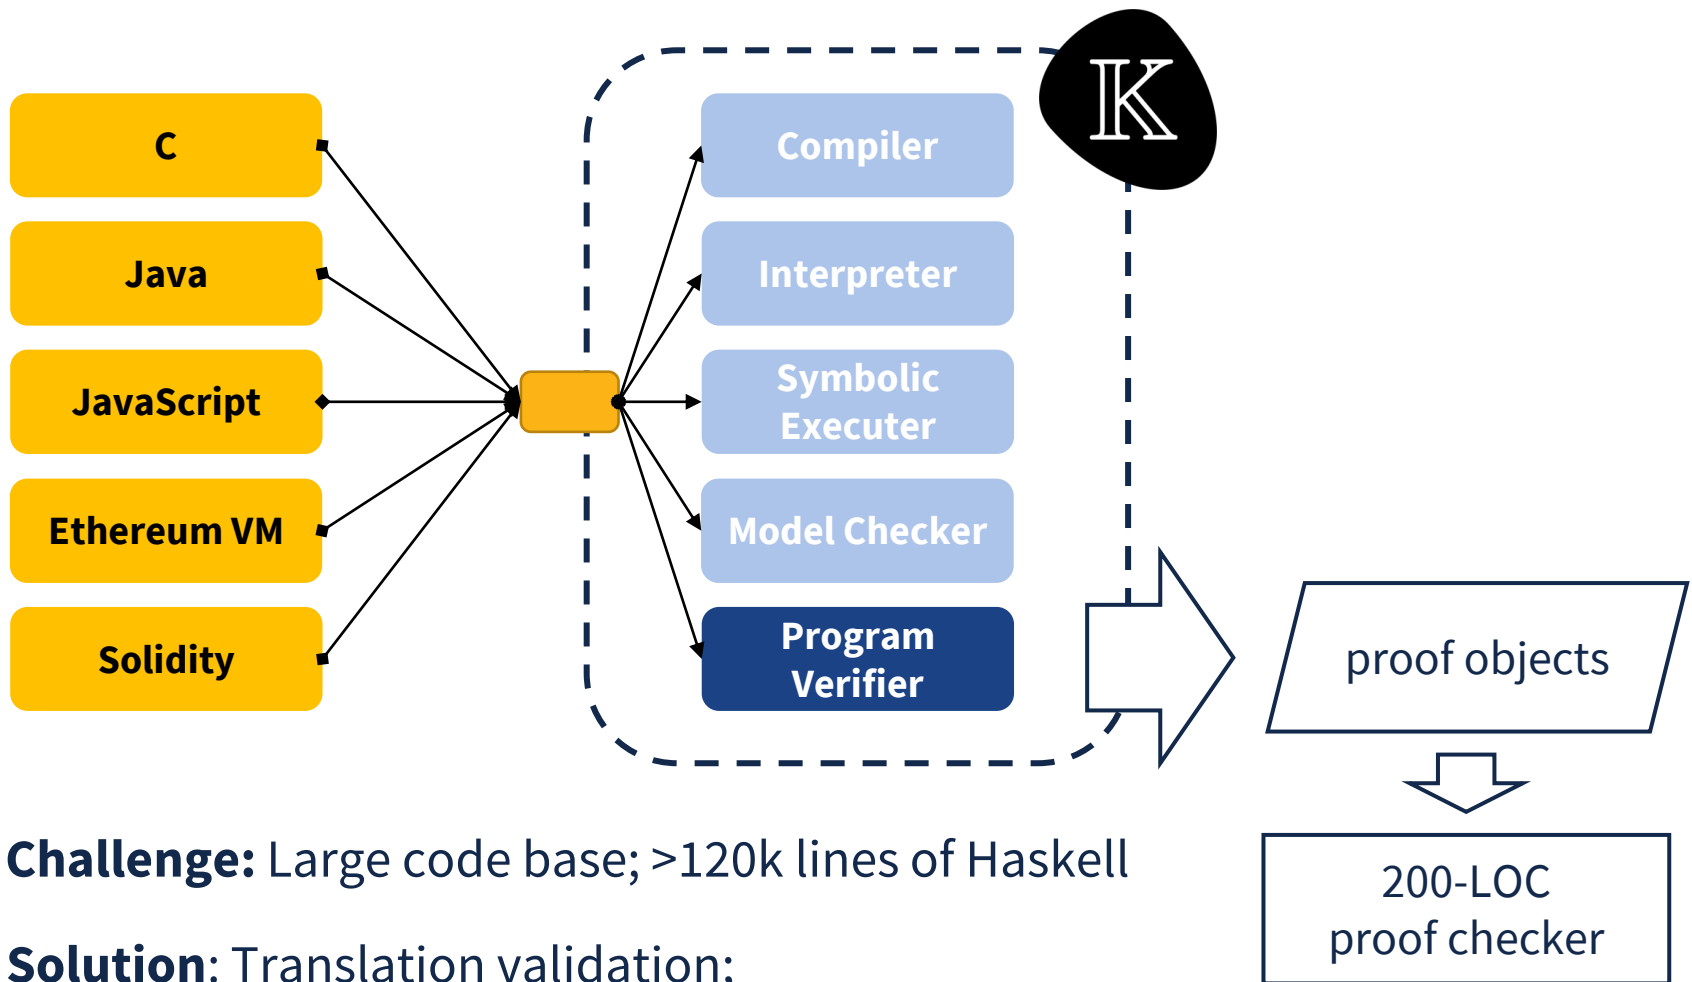 C
Java
JavaScript
Ethereum VM
Solidity
Compiler
Interpreter
Symbolic
Executer
Model Checker
Program
Verifier
𝕂
proof objects
200-LOC
proof checker
Challenge: Large code base; >120k lines of Haskell
Solution: Translation validation;